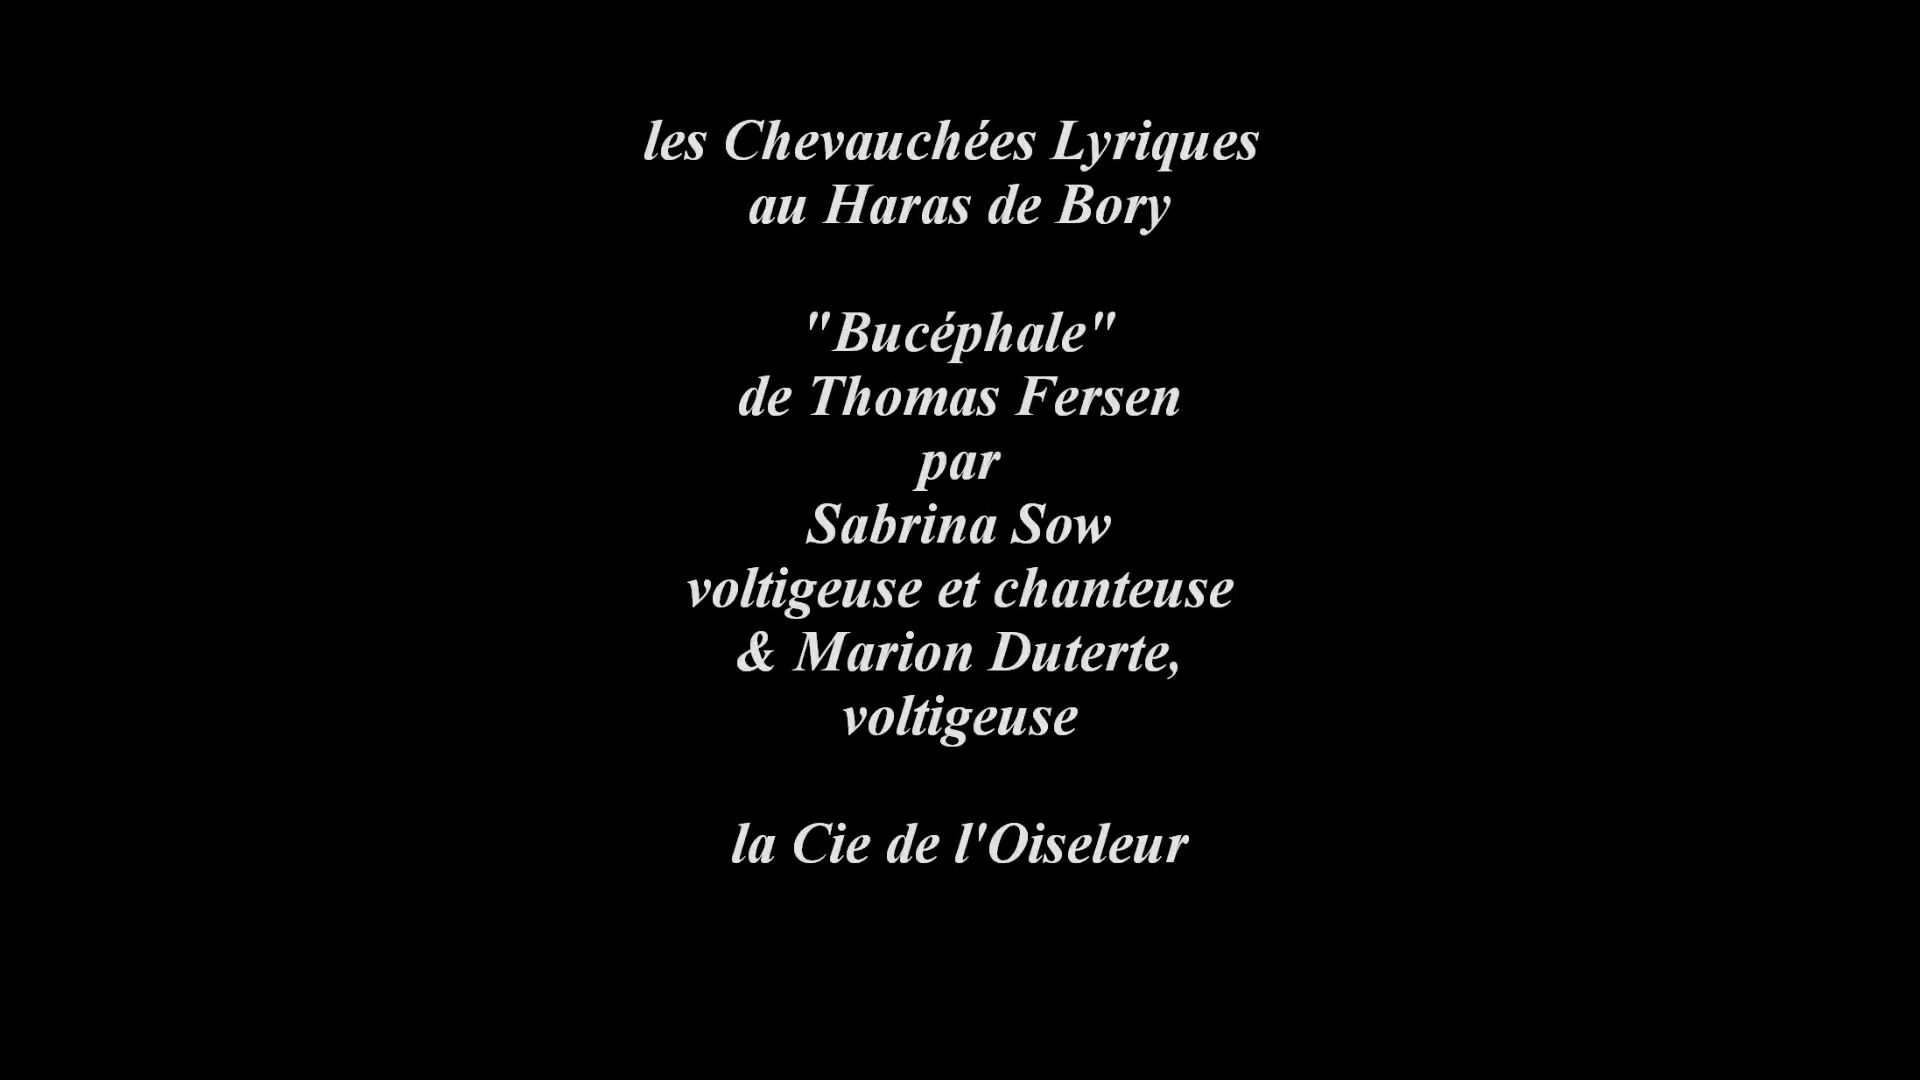 les Chevauchées Lyriques
au Haras de Bory
"Bucéphale"
de Thomas Fersen
par
Sabrina Sow
voltigeuse et chanteuse
& Marion Duterte,
voltigeuse
la Cie de l'Oiseleur